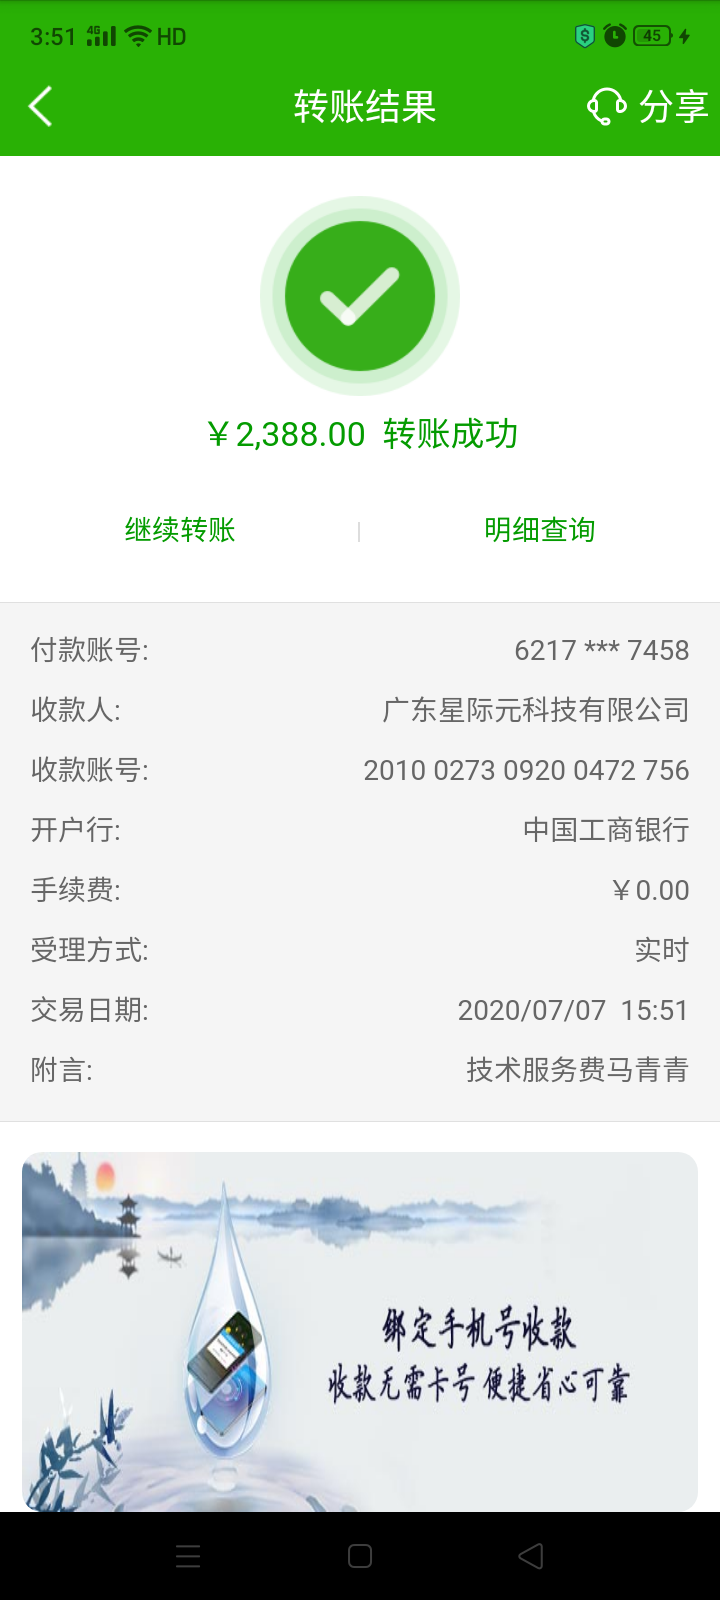 3:51 4G HD 45
转账结果 分享
￥2,388.00 转账成功
继续转账 明细查询
付款账号: 6217 *** 7458
收款人: 广东星际元科技有限公司
收款账号: 2010 0273 0920 0472 756
开户行: 中国工商银行
手续费: ￥0.00
受理方式: 实时
交易日期: 2020/07/07 15:51
附言: 技术服务费马青青
绑定手机号收款
收款无需卡号 便捷省心可靠